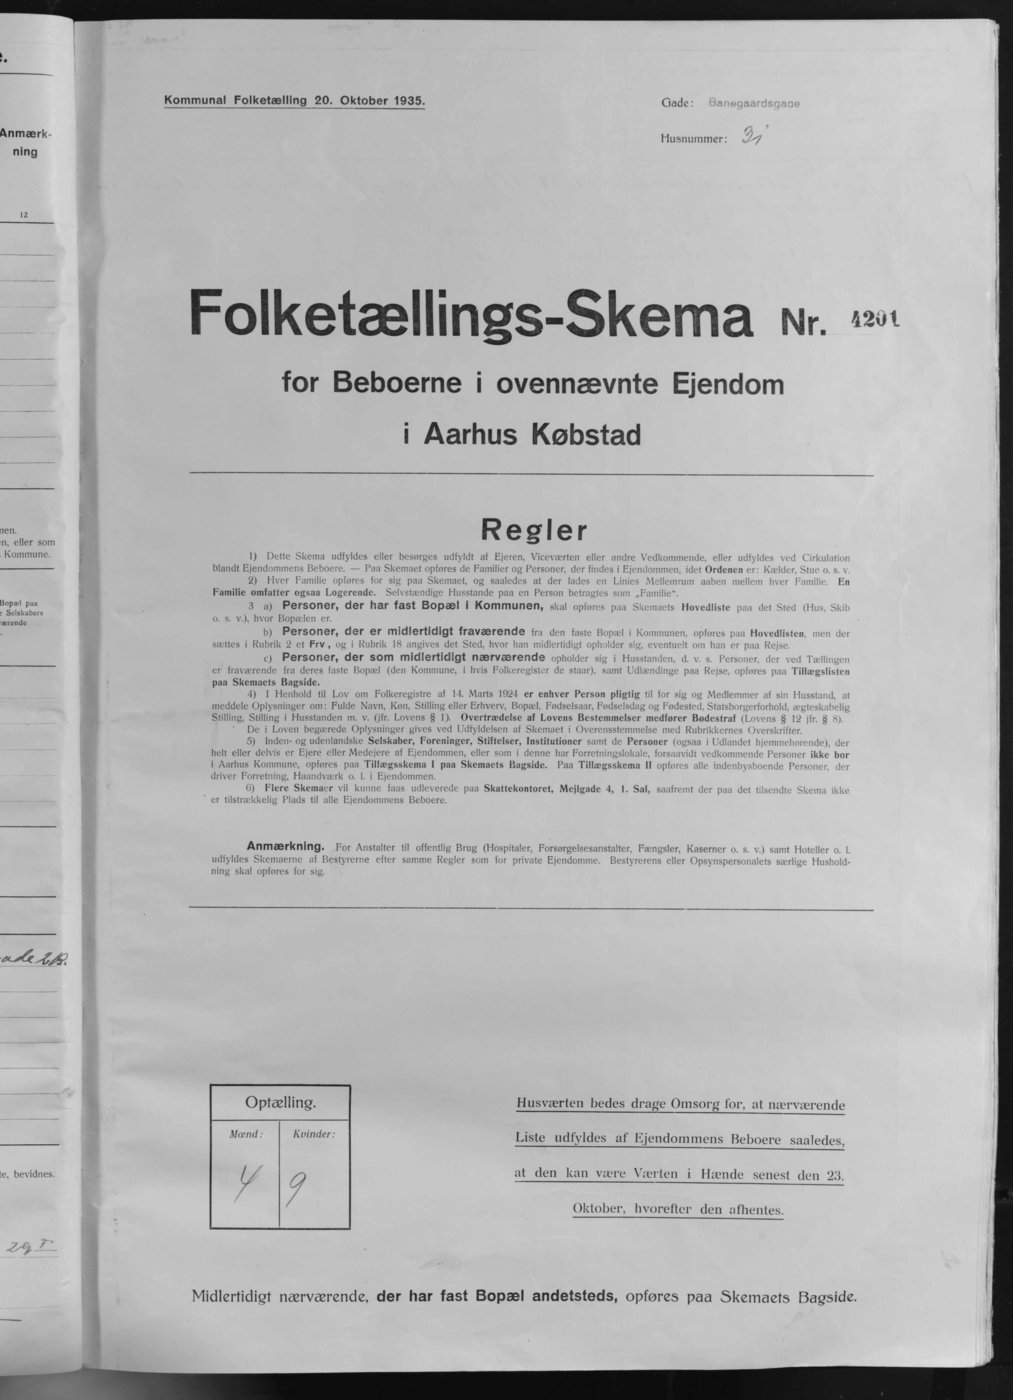 e.
Anmærk-
ning
12
men.
en, eller som
Kommune.
Bopæl paa
e Selskabers
værende
ade 2B.
te, bevidnes.
29 I
Kommunal Folketælling 20. Oktober 1935.
Gade: Banegaardsgade
Husnummer: 31
Folketællings-Skema Nr. 4201
for Beboerne i ovennævnte Ejendom
i Aarhus Købstad
Regler
1) Dette Skema udfyldes eller besørges udfyldt af Ejeren, Viceværten eller andre Vedkommende, eller udfyldes ved Cirkulation
blandt Ejendommens Beboere. — Paa Skemaet opføres de Familier og Personer, der findes i Ejendommen, idet Ordenen er: Kælder, Stue o. s. v.
2) Hver Familie opføres for sig paa Skemaet, og saaledes at der lades en Linies Mellemrum aaben mellem hver Familie. En
Familie omfatter ogsaa Logerende. Selvstændige Husstande paa en Person betragtes som „Familie“.
3 a) Personer, der har fast Bopæl i Kommunen, skal opføres paa Skemaets Hovedliste paa det Sted (Hus, Skib
o. s. v.), hvor Bopælen er.
b) Personer, der er midlertidigt fraværende fra den faste Bopæl i Kommunen, opføres paa Hovedlisten, men der
sættes i Rubrik 2 et Frv, og i Rubrik 18 angives det Sted, hvor han midlertidigt opholder sig, eventuelt om han er paa Rejse.
c) Personer, der som midlertidigt nærværende opholder sig i Husstanden, d. v. s. Personer, der ved Tællingen
er fraværende fra deres faste Bopæl (den Kommune, i hvis Folkeregister de staar), samt Udlændinge paa Rejse, opføres paa Tillægslisten
paa Skemaets Bagside.
4) I Henhold til Lov om Folkeregistre af 14. Marts 1924 er enhver Person pligtig til for sig og Medlemmer af sin Husstand, at
meddele Oplysninger om: Fulde Navn, Køn, Stilling eller Erhverv, Bopæl, Fødselsaar, Fødselsdag og Fødested, Statsborgerforhold, ægteskabelig
Stilling, Stilling i Husstanden m. v. (jfr. Lovens § 1). Overtrædelse af Lovens Bestemmelser medfører Bødestraf (Lovens § 12 jfr. § 8).
De i Loven begærede Oplysninger gives ved Udfyldelsen af Skemaet i Overensstemmelse med Rubrikkernes Overskrifter.
5) Inden- og udenlandske Selskaber, Foreninger, Stiftelser, Institutioner samt de Personer (ogsaa i Udlandet hjemmehørende), der
helt eller delvis er Ejere eller Medejere af Ejendommen, eller som i denne har Forretningslokale, forsaavidt vedkommende Personer ikke bor
i Aarhus Kommune, opføres paa Tillægsskema I paa Skemaets Bagside. Paa Tillægsskema II opføres alle indenbysboende Personer, der
driver Forretning, Haandværk o. l. i Ejendommen.
6) Flere Skemaer vil kunne faas udleverede paa Skattekontoret, Mejlgade 4, 1. Sal, saafremt der paa det tilsendte Skema ikke
er tilstrækkelig Plads til alle Ejendommens Beboere.
Anmærkning. For Anstalter til offentlig Brug (Hospitaler, Forsørgelsesanstalter, Fængsler, Kaserner o. s. v.) samt Hoteller o. l.
udfyldes Skemaerne af Bestyrerne efter samme Regler som for private Ejendomme. Bestyrerens eller Opsynspersonalets særlige Hushold-
ning skal opføres for sig.
Optælling.
Mænd: Kvinder:
4 9
Husværten bedes drage Omsorg for, at nærværende
Liste udfyldes af Ejendommens Beboere saaledes,
at den kan være Værten i Hænde senest den 23.
Oktober, hvorefter den afhentes.
Midlertidigt nærværende, der har fast Bopæl andetsteds, opføres paa Skemaets Bagside.